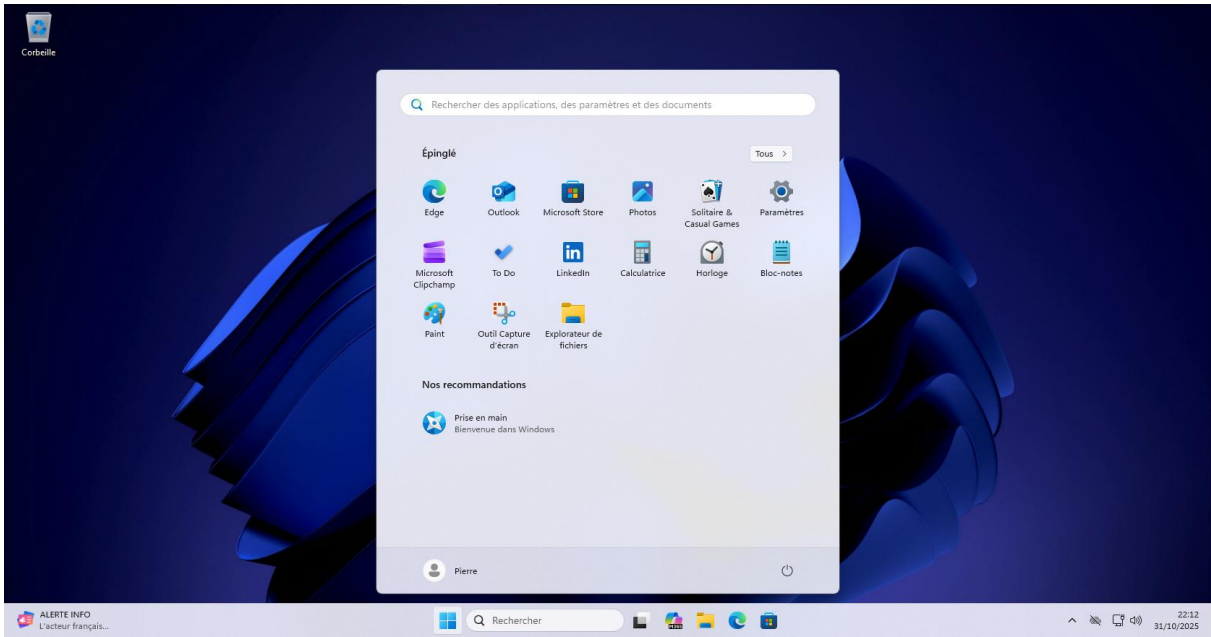 Corbeille
Rechercher des applications, des paramètres et des documents
Épinglé
Tous
Edge
Outlook
Microsoft Store
Photos
Solitaire &
Casual Games
Paramètres
Microsoft
Clipchamp
To Do
LinkedIn
Calculatrice
Horloge
Bloc-notes
Paint
Outil Capture
d'écran
Explorateur de
fichiers
Nos recommandations
Prise en main
Bienvenue dans Windows
Pierre
ALERTE INFO
L'acteur français...
Rechercher
M365
22:12
31/10/2025